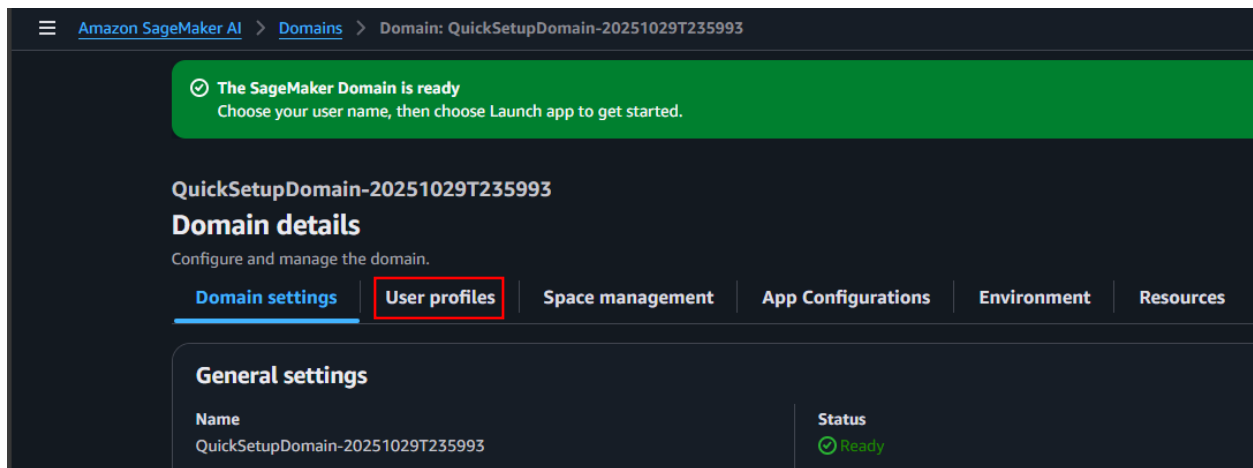 Amazon SageMaker AI > Domains > Domain: QuickSetupDomain-20251029T235993
The SageMaker Domain is ready
Choose your user name, then choose Launch app to get started.
QuickSetupDomain-20251029T235993
Domain details
Configure and manage the domain.
Domain settings User profiles Space management App Configurations Environment Resources
General settings
Name Status
QuickSetupDomain-20251029T235993 Ready